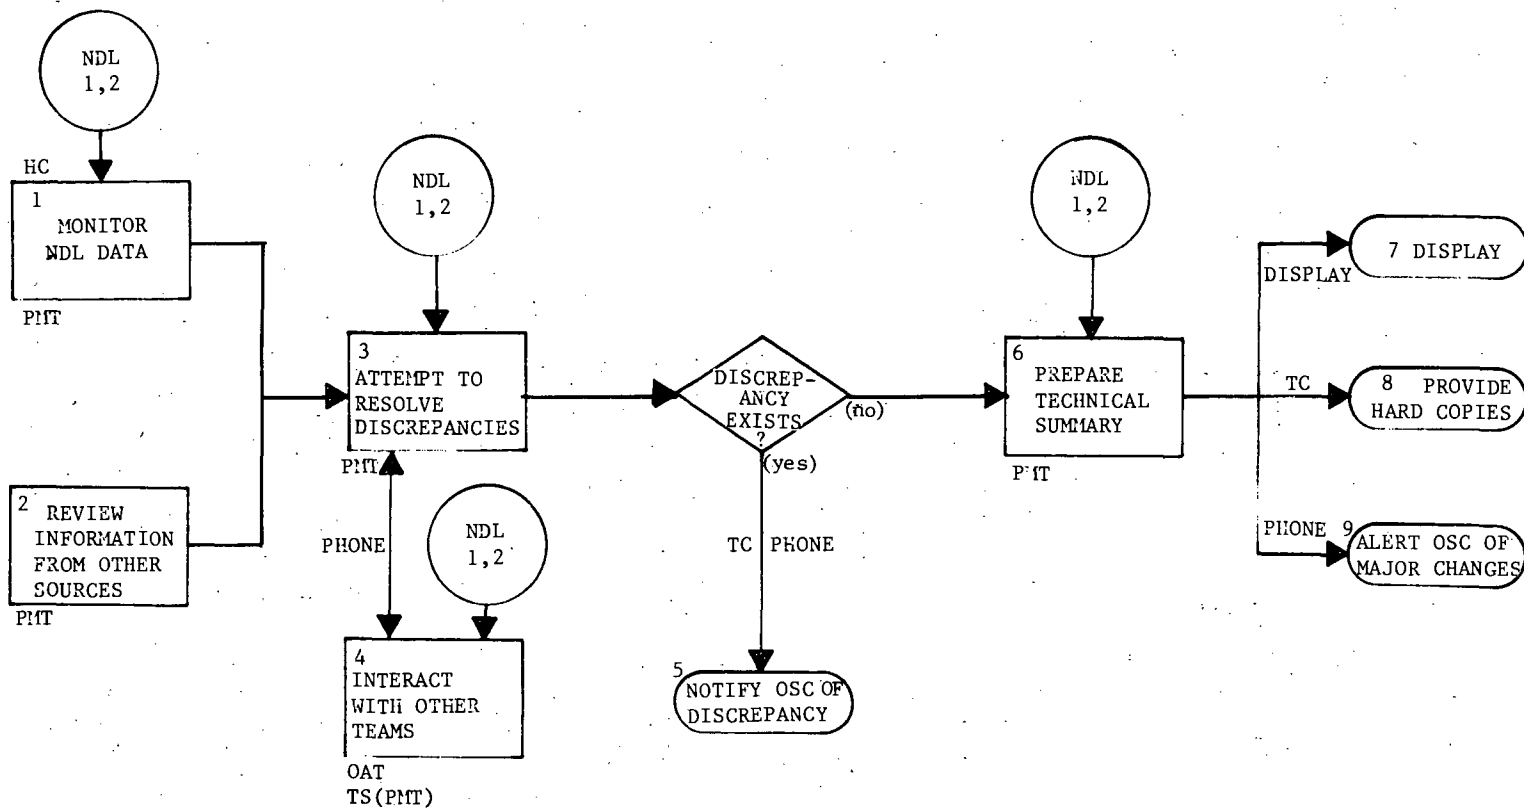 NDL
1,2
HC
1
MONITOR
NDL DATA
PMT
2 REVIEW
INFORMATION
FROM OTHER
SOURCES
PMT
NDL
1,2
3
ATTEMPT TO
RESOLVE
DISCREPANCIES
PMT
PHONE
NDL
1,2
4
INTERACT
WITH OTHER
TEAMS
OAT
TS(PMT)
DISCREP-
ANCY
EXISTS
?
(no)
(yes)
TC PHONE
5
NOTIFY OSC OF
DISCREPANCY
NDL
1,2
6
PREPARE
TECHNICAL
SUMMARY
PMT
DISPLAY
7 DISPLAY
TC
8 PROVIDE
HARD COPIES
PHONE
9
ALERT OSC OF
MAJOR CHANGES